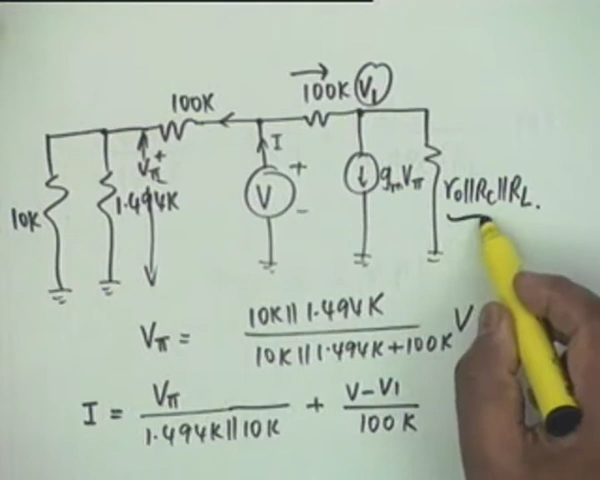 100K 100K V1
I
Vπ + + V - gmVπ ro||RC||RL.
10K 1.494K
Vπ = 10K||1.494K / 10K||1.494K+100K V
I = Vπ / 1.494K||10K + V-V1 / 100K